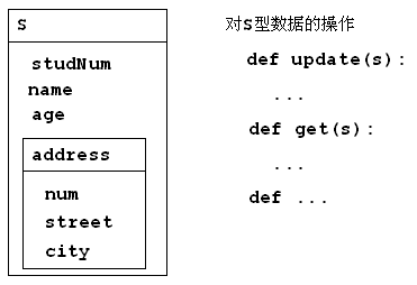 S
studNum
name
age
address
num
street
city
对S型数据的操作
def update(s):
...
def get(s):
...
def ...